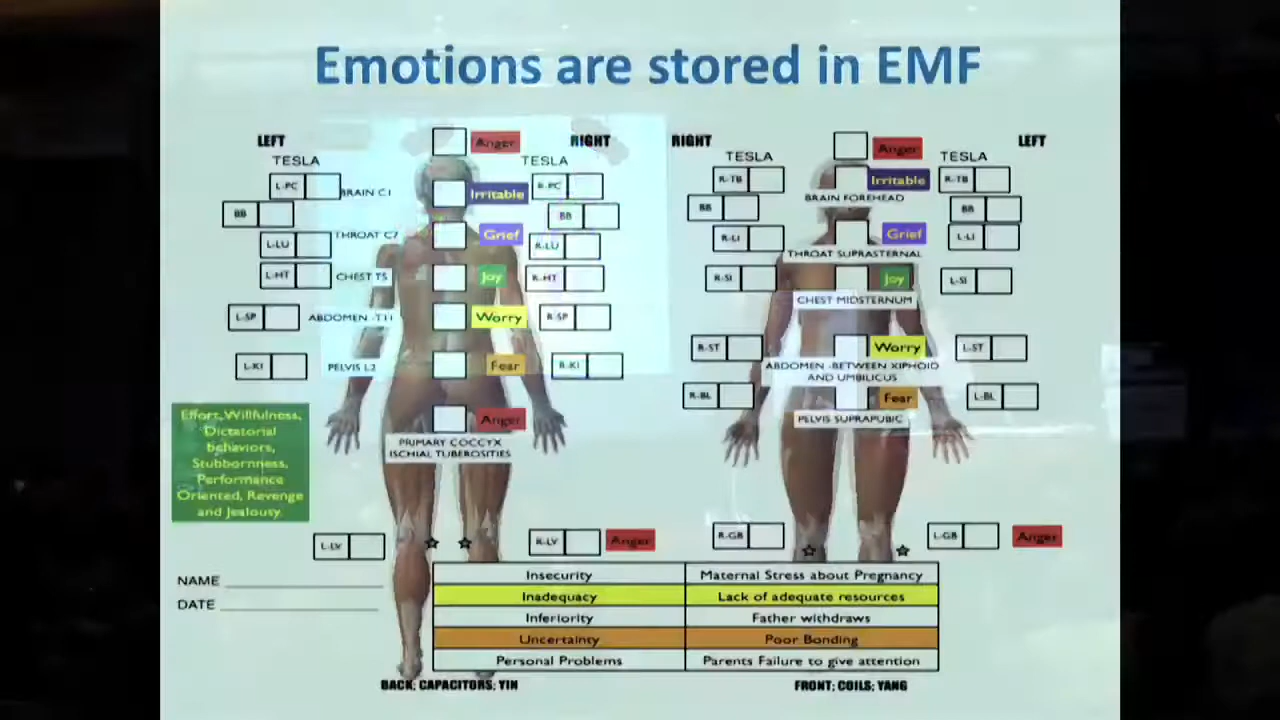 Emotions are stored in EMF
LEFT
RIGHT
TESLA
TESLA
Anger
L-PC
BRAIN C1
Irritable
R-PC
BB
BB
L-LU
THROAT C7
Grief
R-LU
L-HT
CHEST T5
Joy
R-HT
L-SP
ABDOMEN -T11
Worry
R-SP
L-KI
PELVIS L2
Fear
R-KI
Anger
PRIMARY COCCYX
ISCHIAL TUBEROSITIES
Effort, Willfulness,
Dictatorial
behaviors,
Stubbornness,
Performance
Oriented, Revenge
and Jealousy
L-LV
R-LV
Anger
NAME
DATE
RIGHT
LEFT
TESLA
TESLA
Anger
R-TB
Irritable
R-TB
BRAIN FOREHEAD
BB
BB
R-LI
Grief
L-LI
THROAT SUPRASTERNAL
R-SI
Joy
L-SI
CHEST MIDSTERNUM
R-ST
Worry
L-ST
ABDOMEN -BETWEEN XIPHOID
AND UMBILICUS
R-BL
Fear
L-BL
PELVIS SUPRAPUBIC
R-GB
L-GB
Anger
Insecurity
Maternal Stress about Pregnancy
Inadequacy
Lack of adequate resources
Inferiority
Father withdraws
Uncertainty
Poor Bonding
Personal Problems
Parents Failure to give attention
BACK; CAPACITORS; YIN
FRONT; COILS; YANG